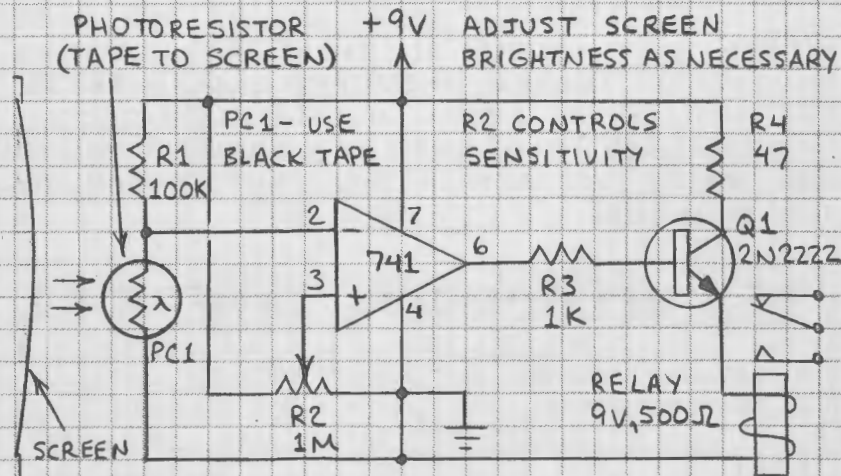 PHOTORESISTOR
(TAPE TO SCREEN)
+9V
ADJUST SCREEN
BRIGHTNESS AS NECESSARY
PC1- USE
BLACK TAPE
R2 CONTROLS
SENSITIVITY
R4
47
R1
100K
2
7
-
741
6
3
+
4
Q1
2N2222
R3
1K
λ
PC1
R2
1M
RELAY
9V, 500Ω
SCREEN